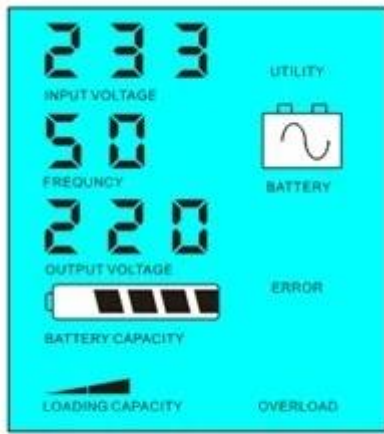 233
INPUT VOLTAGE
UTILITY
50
FREQUNCY
BATTERY
220
OUTPUT VOLTAGE
ERROR
BATTERY CAPACITY
LOADING CAPACITY
OVERLOAD